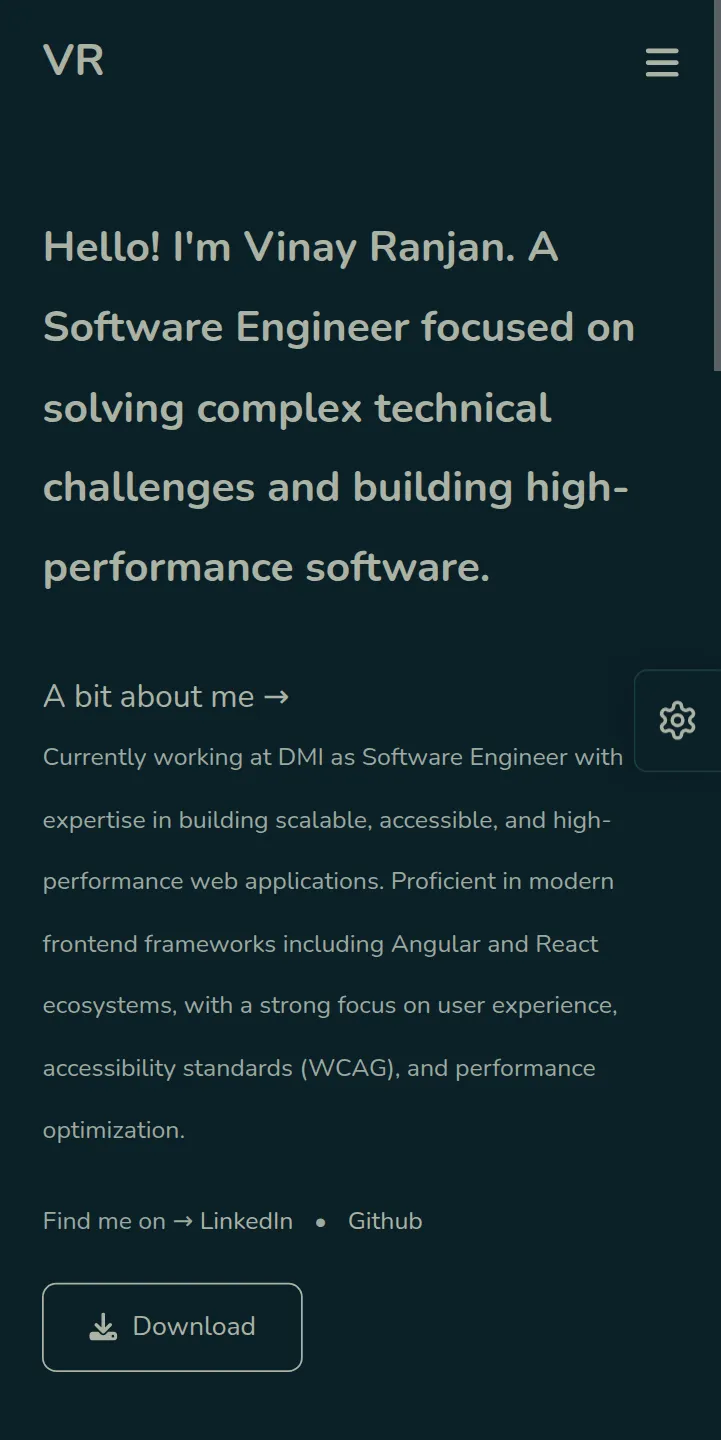 VR
Hello! I'm Vinay Ranjan. A
Software Engineer focused on
solving complex technical
challenges and building high-
performance software.
A bit about me →
Currently working at DMI as Software Engineer with
expertise in building scalable, accessible, and high-
performance web applications. Proficient in modern
frontend frameworks including Angular and React
ecosystems, with a strong focus on user experience,
accessibility standards (WCAG), and performance
optimization.
Find me on → LinkedIn • Github
Download